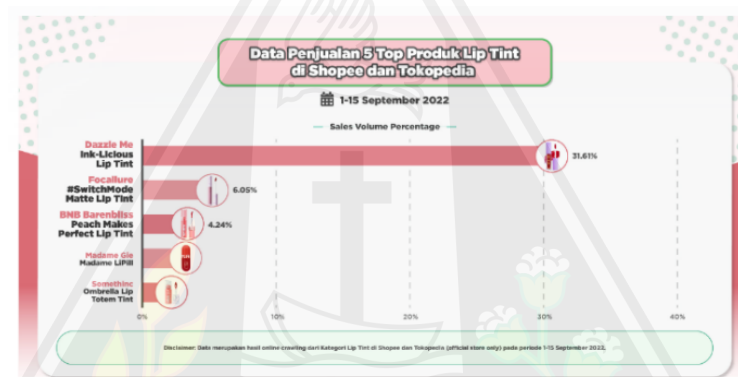 Data Penjualan 5 Top Produk Lip Tint
di Shopee dan Tokopedia
1-15 September 2022
Sales Volume Percentage
Dazzle Me
Ink-Licious
Lip Tint
31.61%
Focallure
#SwitchMode
Matte Lip Tint
6.05%
BNB Barenbliss
Peach Makes
Perfect Lip Tint
4.24%
Madame Gie
Madame LiPill
Somethinc
Ombrella Lip
Totem Tint
0%
10%
20%
30%
40%
Disclaimer: Data merupakan hasil online crawling dari Kategori Lip Tint di Shopee dan Tokopedia (official store only) pada periode 1-15 September 2022.